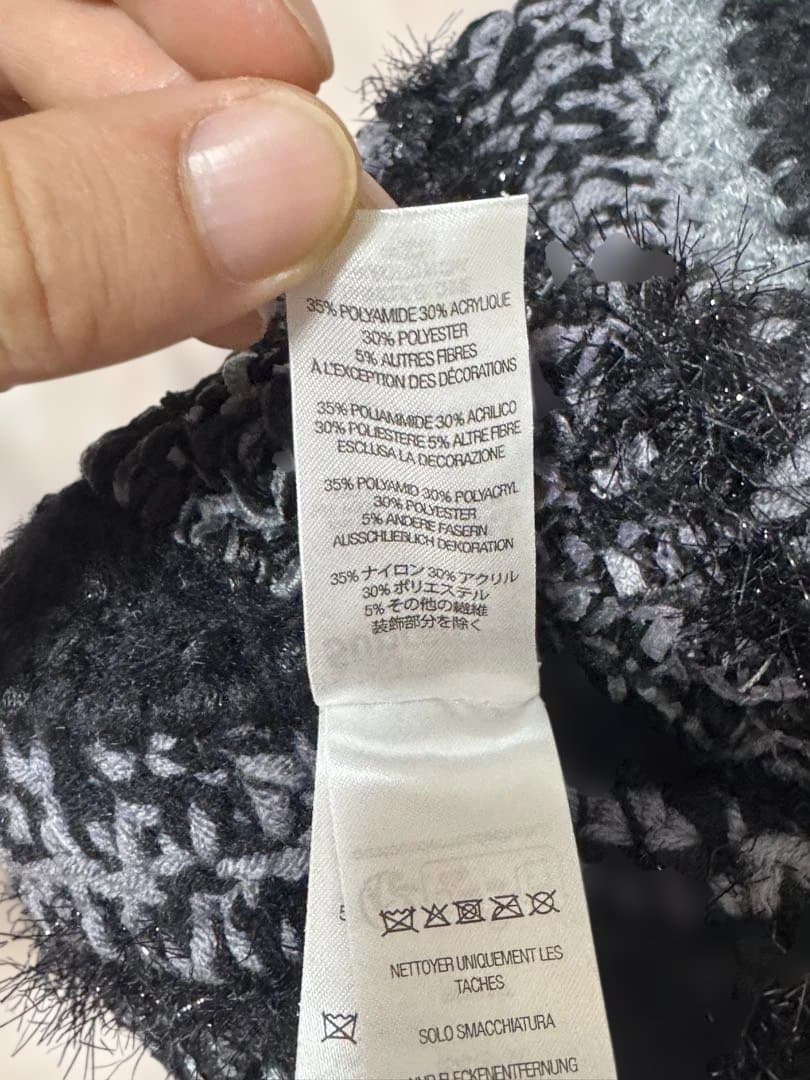 35% POLYAMIDE 30% ACRYLIQUE
30% POLYESTER
5% AUTRES FIBRES
À L'EXCEPTION DES DÉCORATIONS
35% POLIAMMIDE 30% ACRILICO
30% POLIESTERE 5% ALTRE FIBRE
ESCLUSA LA DECORAZIONE
35% POLYAMID 30% POLYACRYL
30% POLYESTER
5% ANDERE FASERN
AUSSCHLIEBLICH DEKORATION
35% ナイロン 30% アクリル
30% ポリエステル
5% その他の繊維
装飾部分を除く
NETTOYER UNIQUEMENT LES
TACHES
SOLO SMACCHIATURA
FLECKENENTFERNUNG